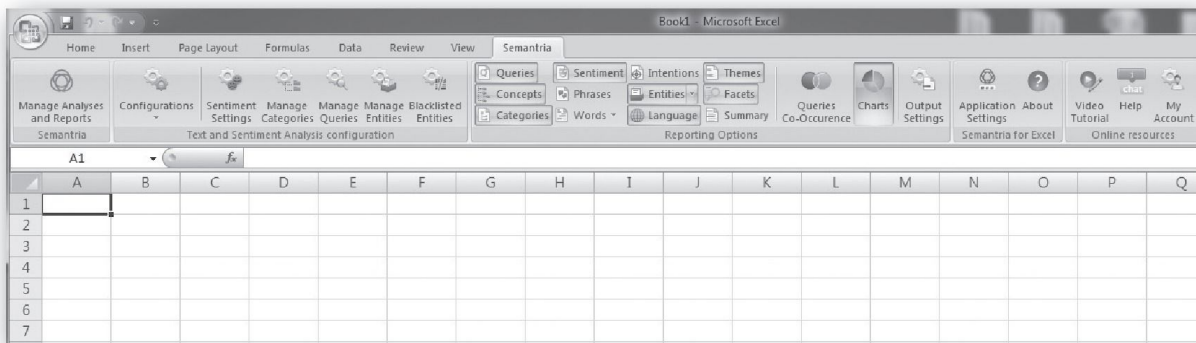 Book1 - Microsoft Excel
Home Insert Page Layout Formulas Data Review View Semantria
Queries Sentiment Intentions Themes
Concepts Phrases Entities Facets
Categories Words Language Summary
Manage Analyses and Reports
Configurations
Sentiment Settings
Manage Categories
Manage Queries
Manage Entities
Blacklisted Entities
Queries Co-Occurence
Charts
Output Settings
Application Settings
About
Video Tutorial
chat
Help
My Account
Semantria Text and Sentiment Analysis configuration Reporting Options Semantria for Excel Online resources
A1 fx
A B C D E F G H I J K L M N O P Q
1
2
3
4
5
6
7